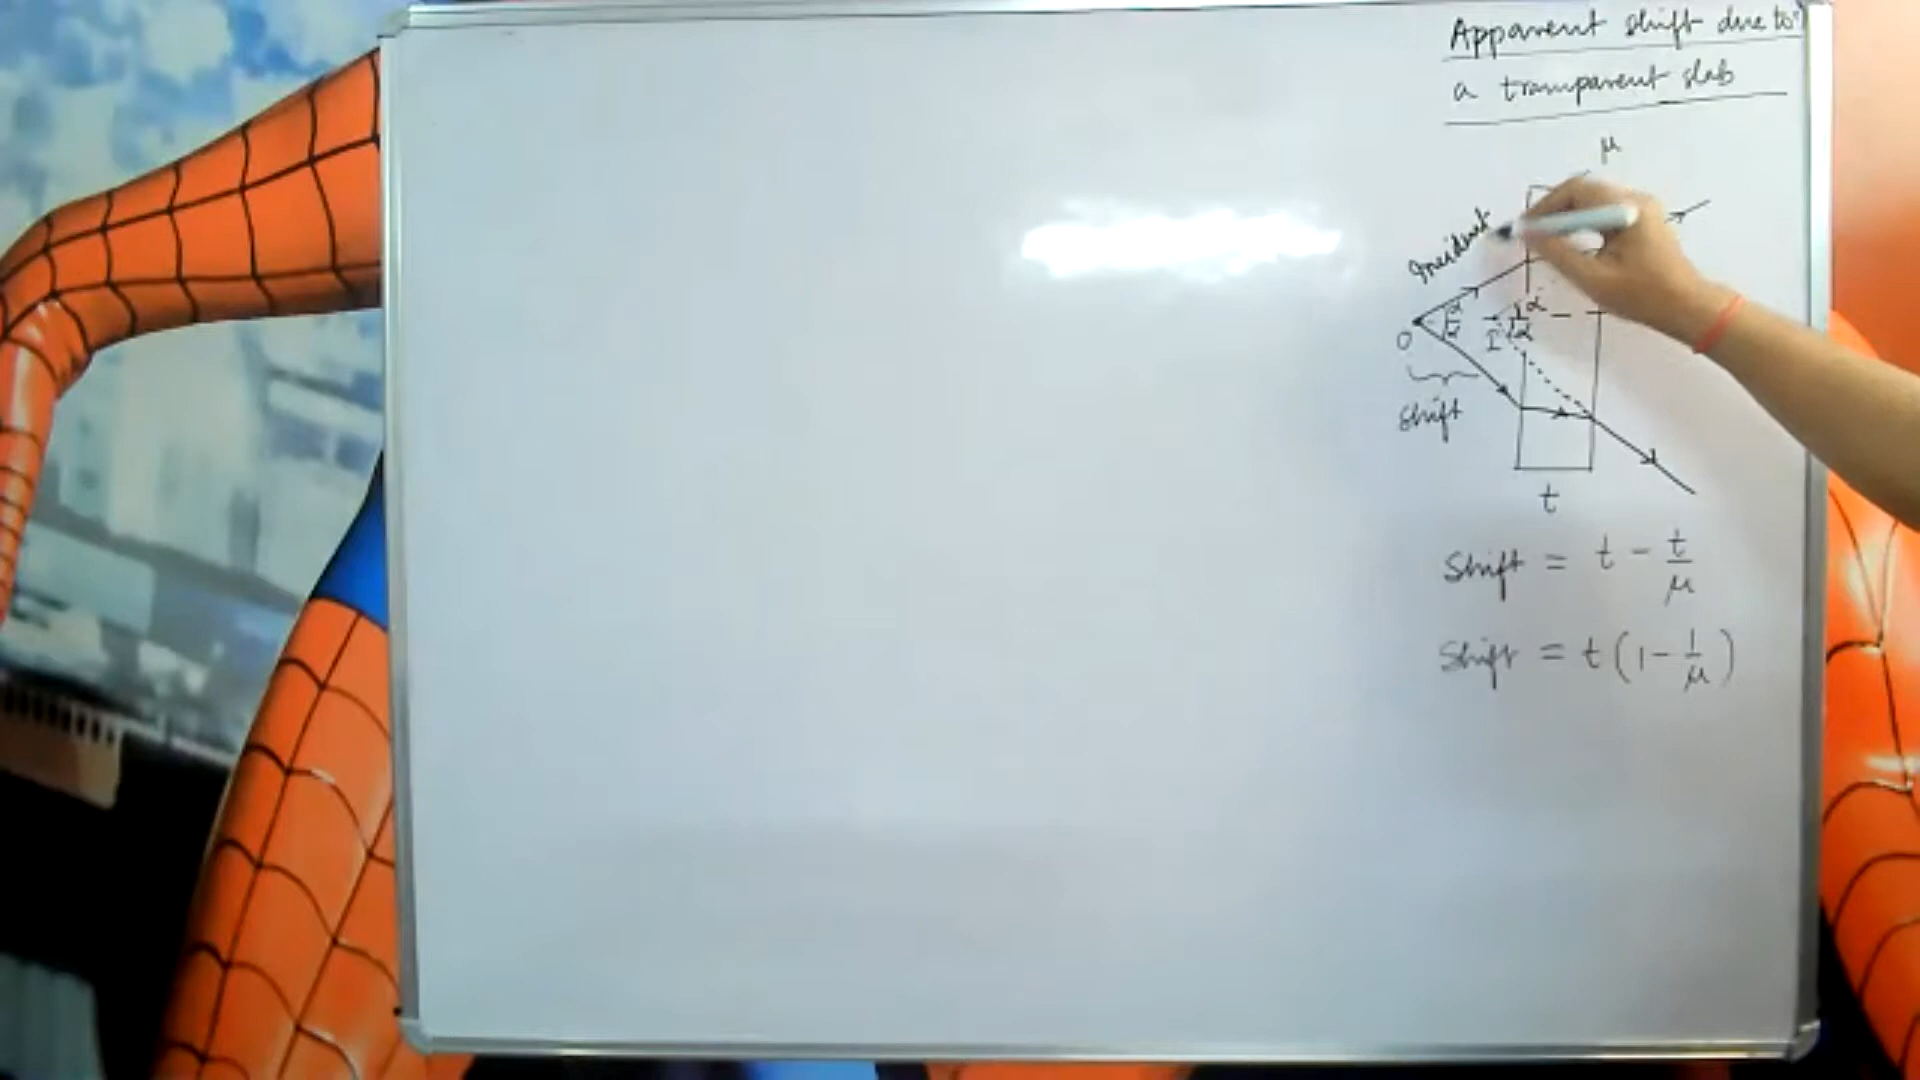 Apparent shift due to
a transparent slab
μ
Incident
α
α
O
I
α
α
shift
t
Shift = t - t/μ
Shift = t(1 - 1/μ)